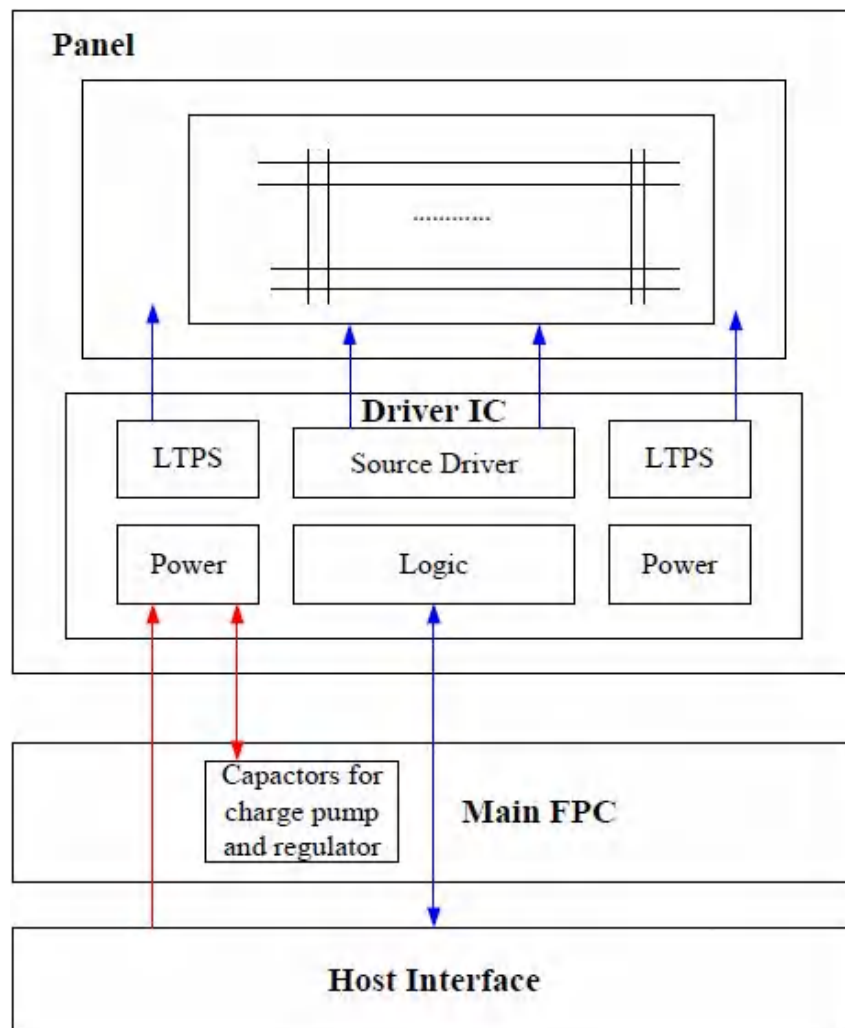 Panel
............
Driver IC
LTPS
Source Driver
LTPS
Power
Logic
Power
Capactors for
charge pump
and regulator
Main FPC
Host Interface